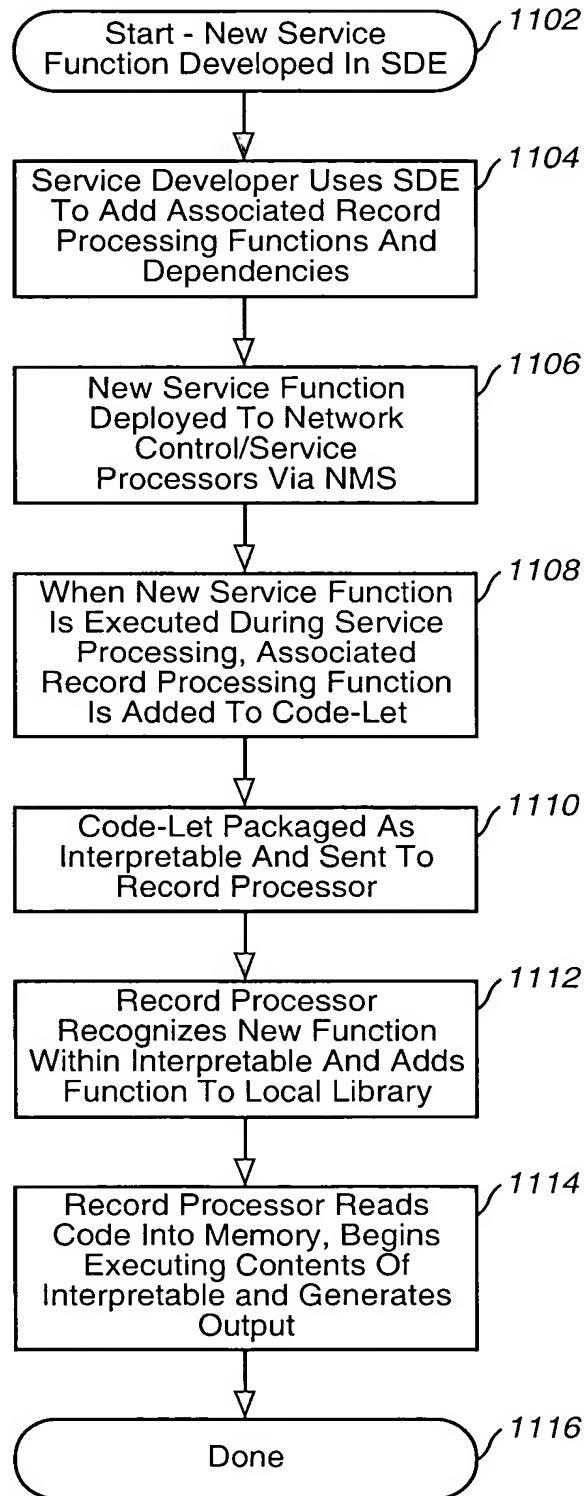 1102
Start - New Service
Function Developed In SDE
1104
Service Developer Uses SDE
To Add Associated Record
Processing Functions And
Dependencies
1106
New Service Function
Deployed To Network
Control/Service
Processors Via NMS
1108
When New Service Function
Is Executed During Service
Processing, Associated
Record Processing Function
Is Added To Code-Let
1110
Code-Let Packaged As
Interpretable And Sent To
Record Processor
1112
Record Processor
Recognizes New Function
Within Interpretable And Adds
Function To Local Library
1114
Record Processor Reads
Code Into Memory, Begins
Executing Contents Of
Interpretable and Generates
Output
1116
Done